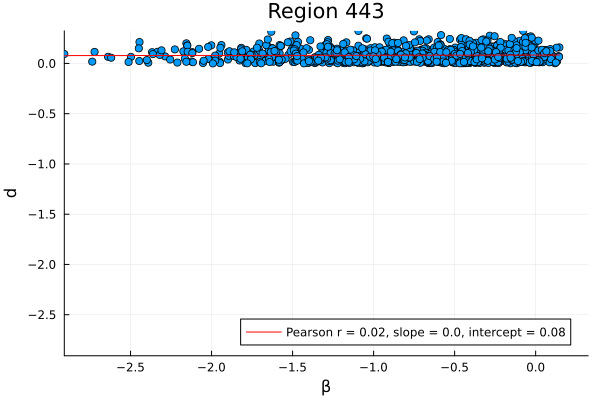 Region 443
0.0
−0.5
−1.0
−1.5
−2.0
−2.5
d
Pearson r = 0.02, slope = 0.0, intercept = 0.08
−2.5 −2.0 −1.5 −1.0 −0.5 0.0
β